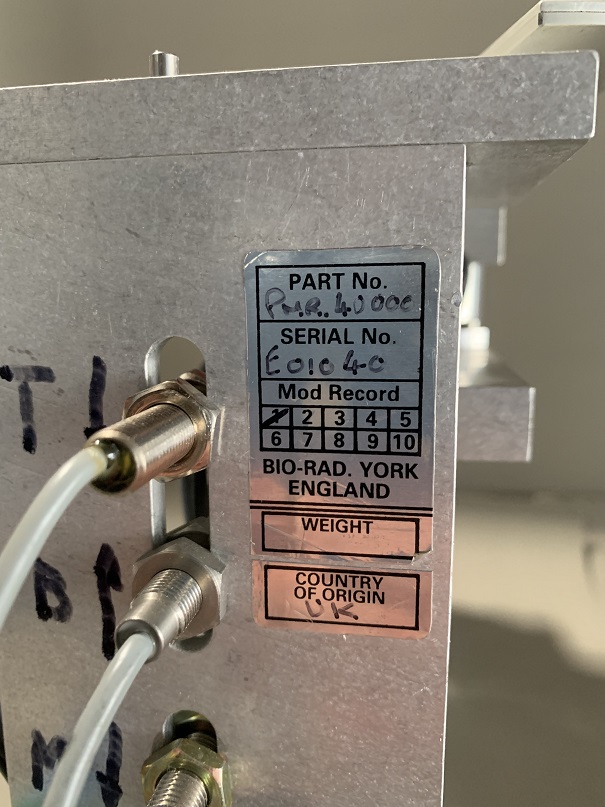 PART No.
P.M.R. 40000
SERIAL No.
E01040
Mod Record
1 2 3 4 5
6 7 8 9 10
BIO-RAD. YORK
ENGLAND
WEIGHT
COUNTRY
OF ORIGIN
UK
T
B
M